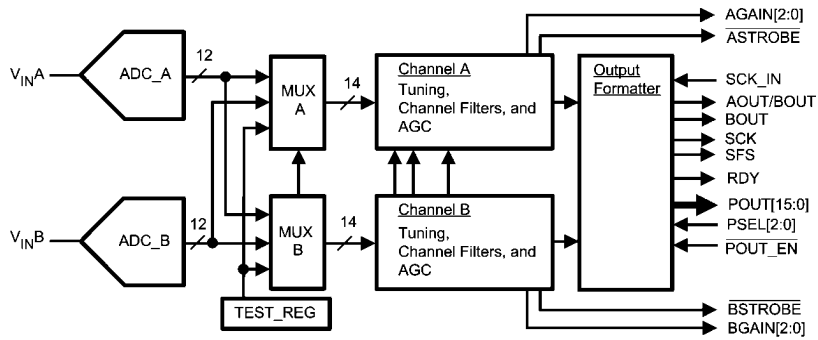 AGAIN[2:0]
ASTROBE
V_IN A
ADC_A
12
MUX
A
14
Channel A
Tuning,
Channel Filters, and
AGC
Output
Formatter
SCK_IN
AOUT/BOUT
BOUT
SCK
SFS
RDY
POUT[15:0]
PSEL[2:0]
POUT_EN
V_IN B
ADC_B
12
MUX
B
14
Channel B
Tuning,
Channel Filters, and
AGC
TEST_REG
BSTROBE
BGAIN[2:0]